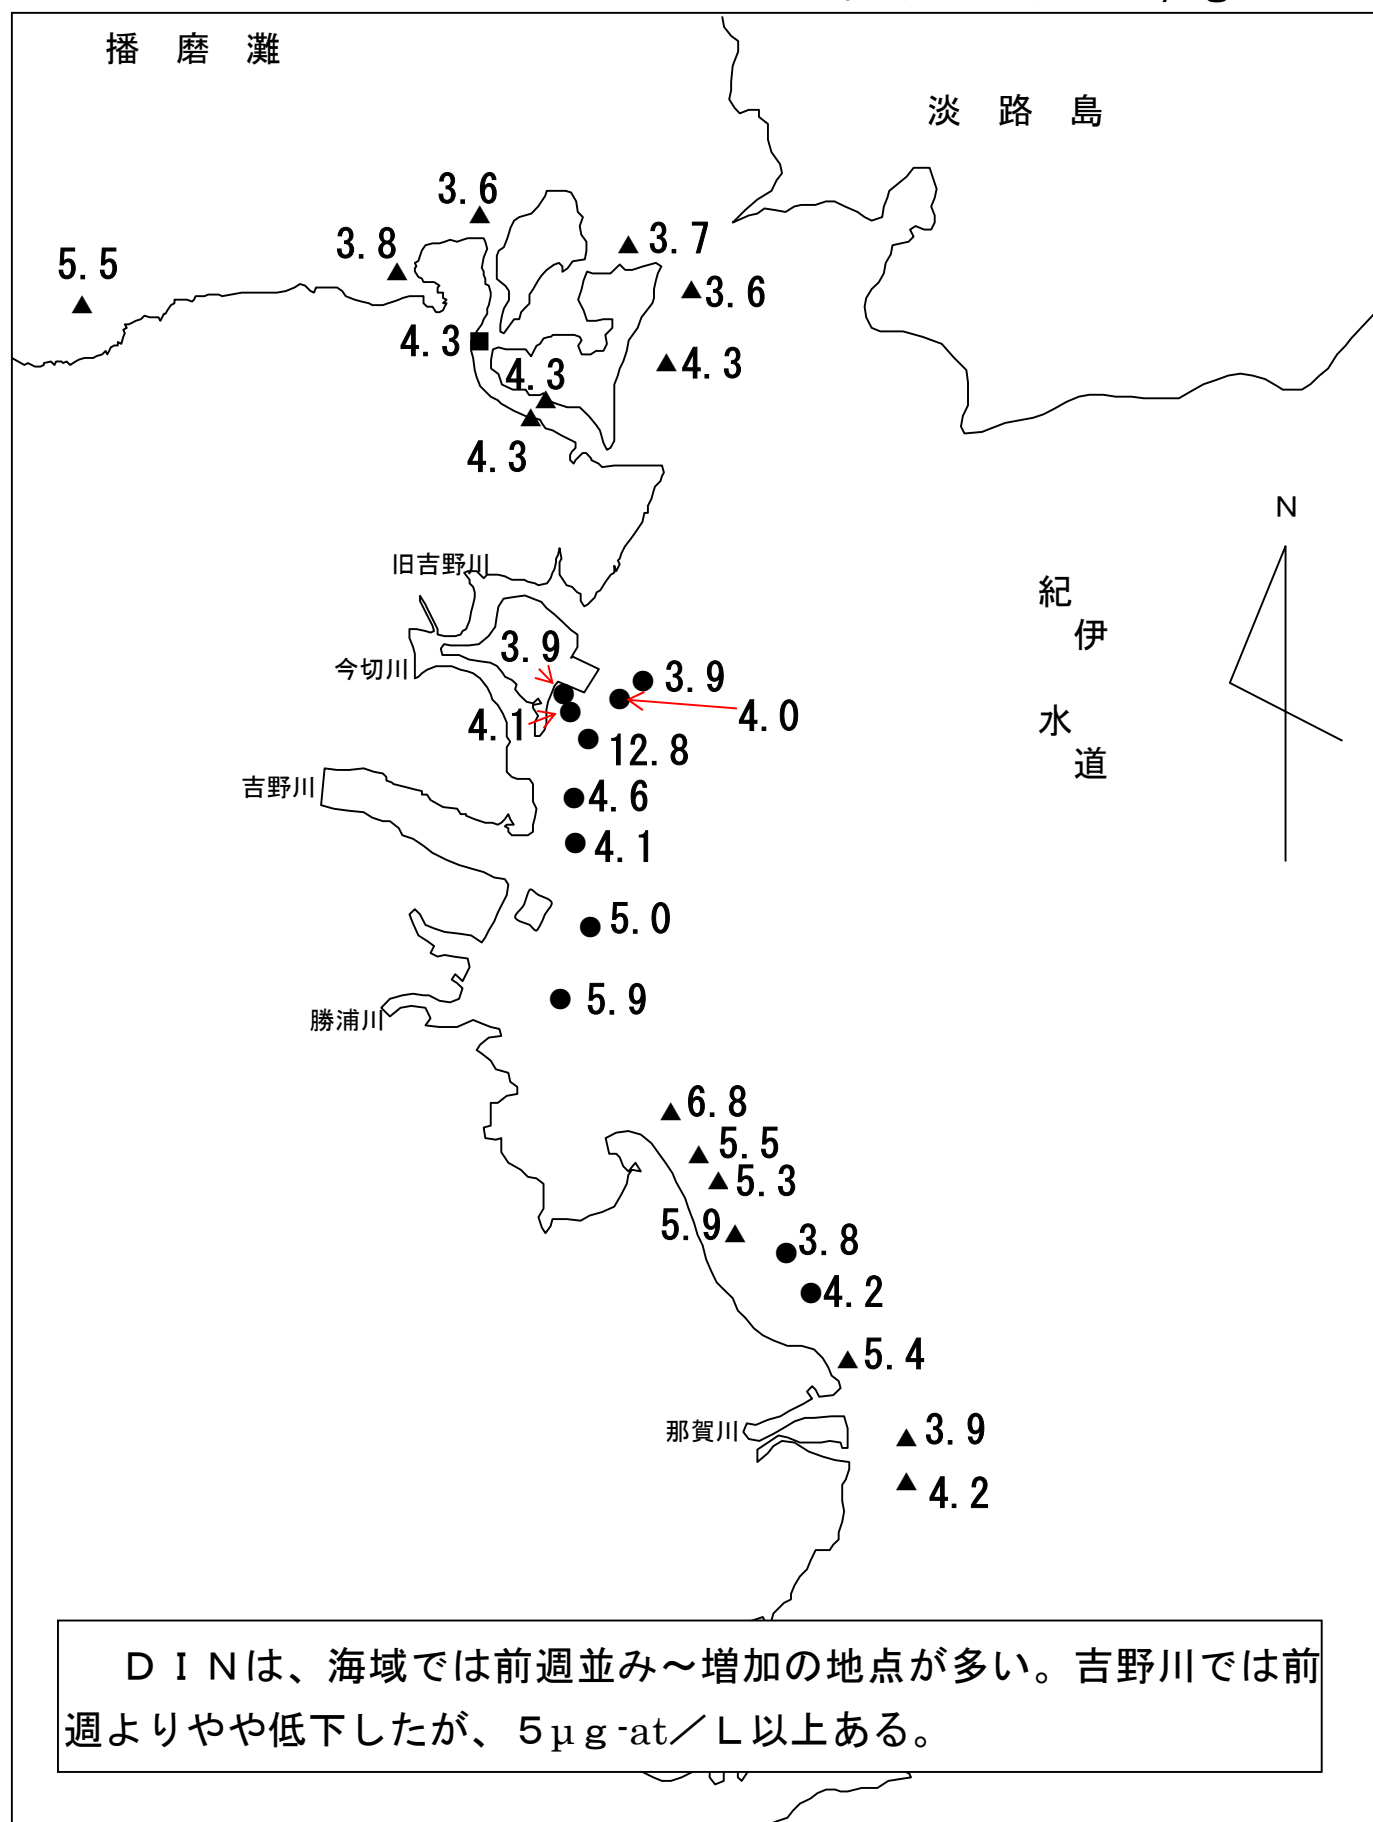 播 磨 灘
淡 路 島
3.6
3.8
3.7
5.5
3.6
4.3
4.3
4.3
4.3
N
旧吉野川
紀
伊
水
道
3.9
今切川
3.9
4.0
4.1
12.8
吉野川
4.6
4.1
5.0
5.9
勝浦川
6.8
5.5
5.3
5.9
3.8
4.2
5.4
那賀川
3.9
4.2
ＤＩＮは、海域では前週並み～増加の地点が多い。吉野川では前
週よりやや低下したが、５µｇ-at／Ｌ以上ある。